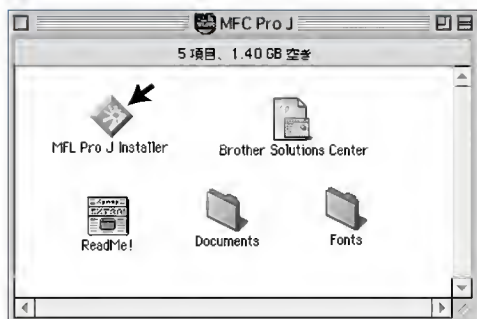 MFC Pro J
5 項目、1.40 GB 空き
MFL Pro J Installer
Brother Solutions Center
ReadMe!
Documents
Fonts